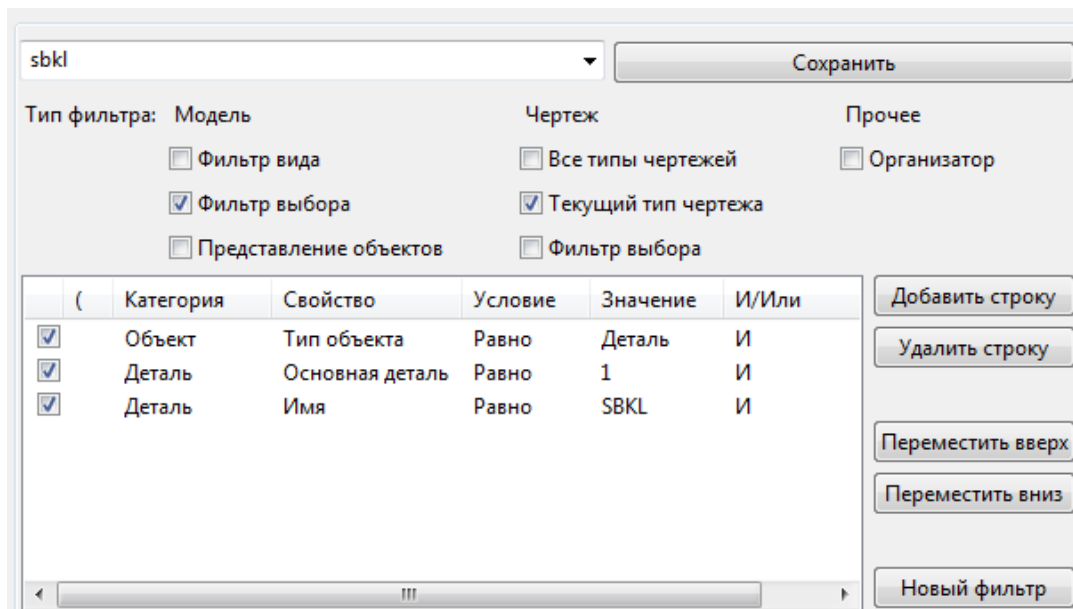 sbkl
Сохранить
Тип фильтра: Модель Чертеж Прочее
Фильтр вида Все типы чертежей Организатор
Фильтр выбора Текущий тип чертежа
Представление объектов Фильтр выбора
( Категория Свойство Условие Значение И/Или Добавить строку
Объект Тип объекта Равно Деталь И
Удалить строку
Деталь Основная деталь Равно 1 И
Деталь Имя Равно SBKL И
Переместить вверх
Переместить вниз
Новый фильтр